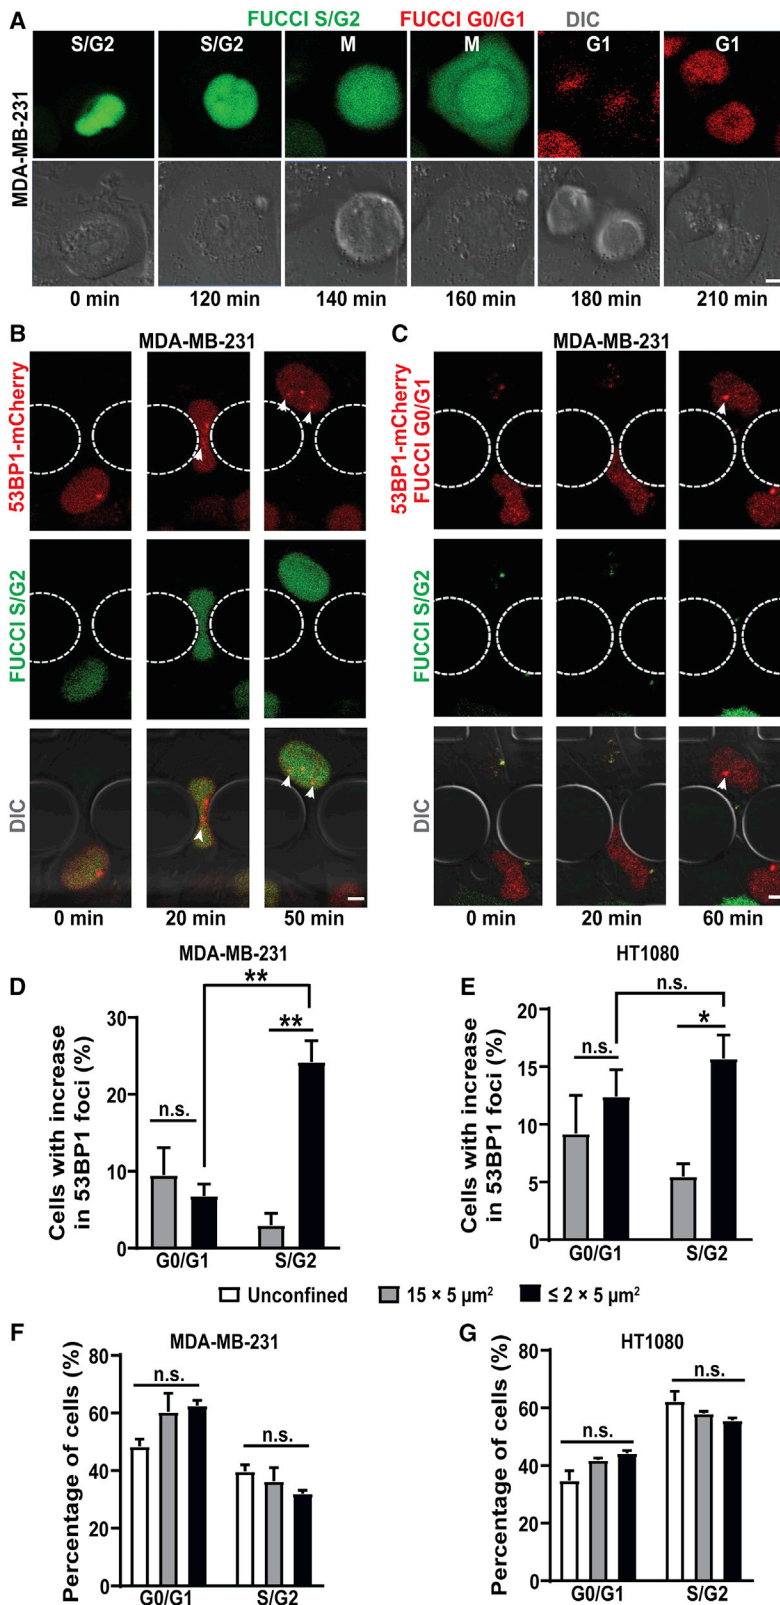 A
FUCCI S/G2 FUCCI G0/G1 DIC
MDA-MB-231
S/G2 S/G2 M M G1 G1
0 min 120 min 140 min 160 min 180 min 210 min
B
MDA-MB-231
53BP1-mCherry
FUCCI S/G2
DIC
0 min 20 min 50 min
C
MDA-MB-231
53BP1-mCherry
FUCCI G0/G1
FUCCI S/G2
DIC
0 min 20 min 60 min
D
MDA-MB-231
Cells with increase
in 53BP1 foci (%)
30
20
10
0
n.s.
**
**
G0/G1 S/G2
E
HT1080
Cells with increase
in 53BP1 foci (%)
20
15
10
5
0
n.s.
n.s.
*
G0/G1 S/G2
Unconfined 15 × 5 µm² ≤ 2 × 5 µm²
F
MDA-MB-231
Percentage of cells (%)
80
60
40
20
0
n.s.
n.s.
G0/G1 S/G2
G
HT1080
Percentage of cells (%)
80
60
40
20
0
n.s.
n.s.
G0/G1 S/G2